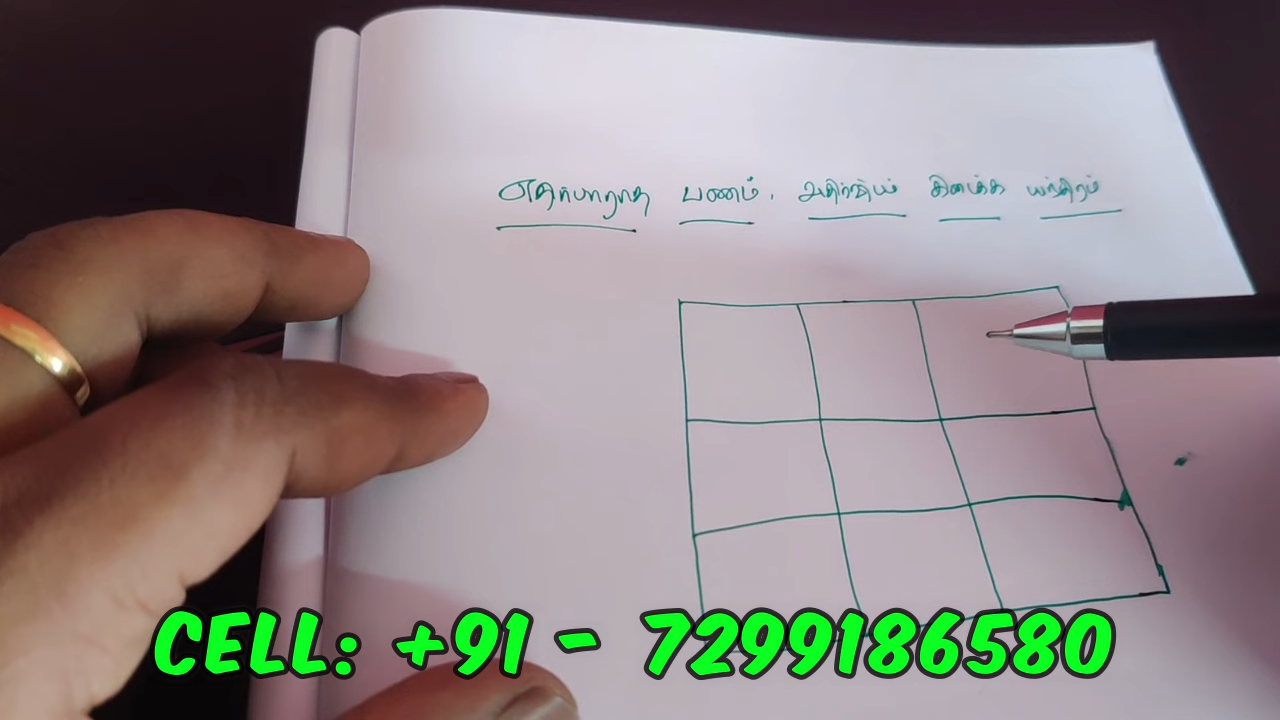 எதிர்பாராத பணம், அதிர்ஷ்டம் கிடைக்க யந்திரம்
CELL: +91 - 7299186580